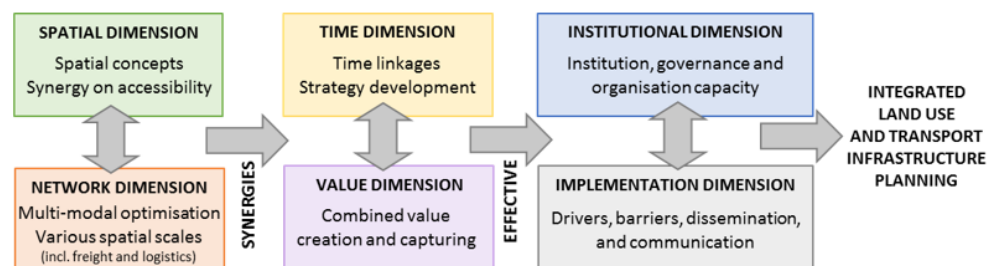 SPATIAL DIMENSION
Spatial concepts
Synergy on accessibility
NETWORK DIMENSION
Multi-modal optimisation
Various spatial scales
(incl. freight and logistics)
SYNERGIES
TIME DIMENSION
Time linkages
Strategy development
VALUE DIMENSION
Combined value
creation and capturing
EFFECTIVE
INSTITUTIONAL DIMENSION
Institution, governance and
organisation capacity
IMPLEMENTATION DIMENSION
Drivers, barriers, dissemination,
and communication
INTEGRATED
LAND USE
AND TRANSPORT
INFRASTRUCTURE
PLANNING